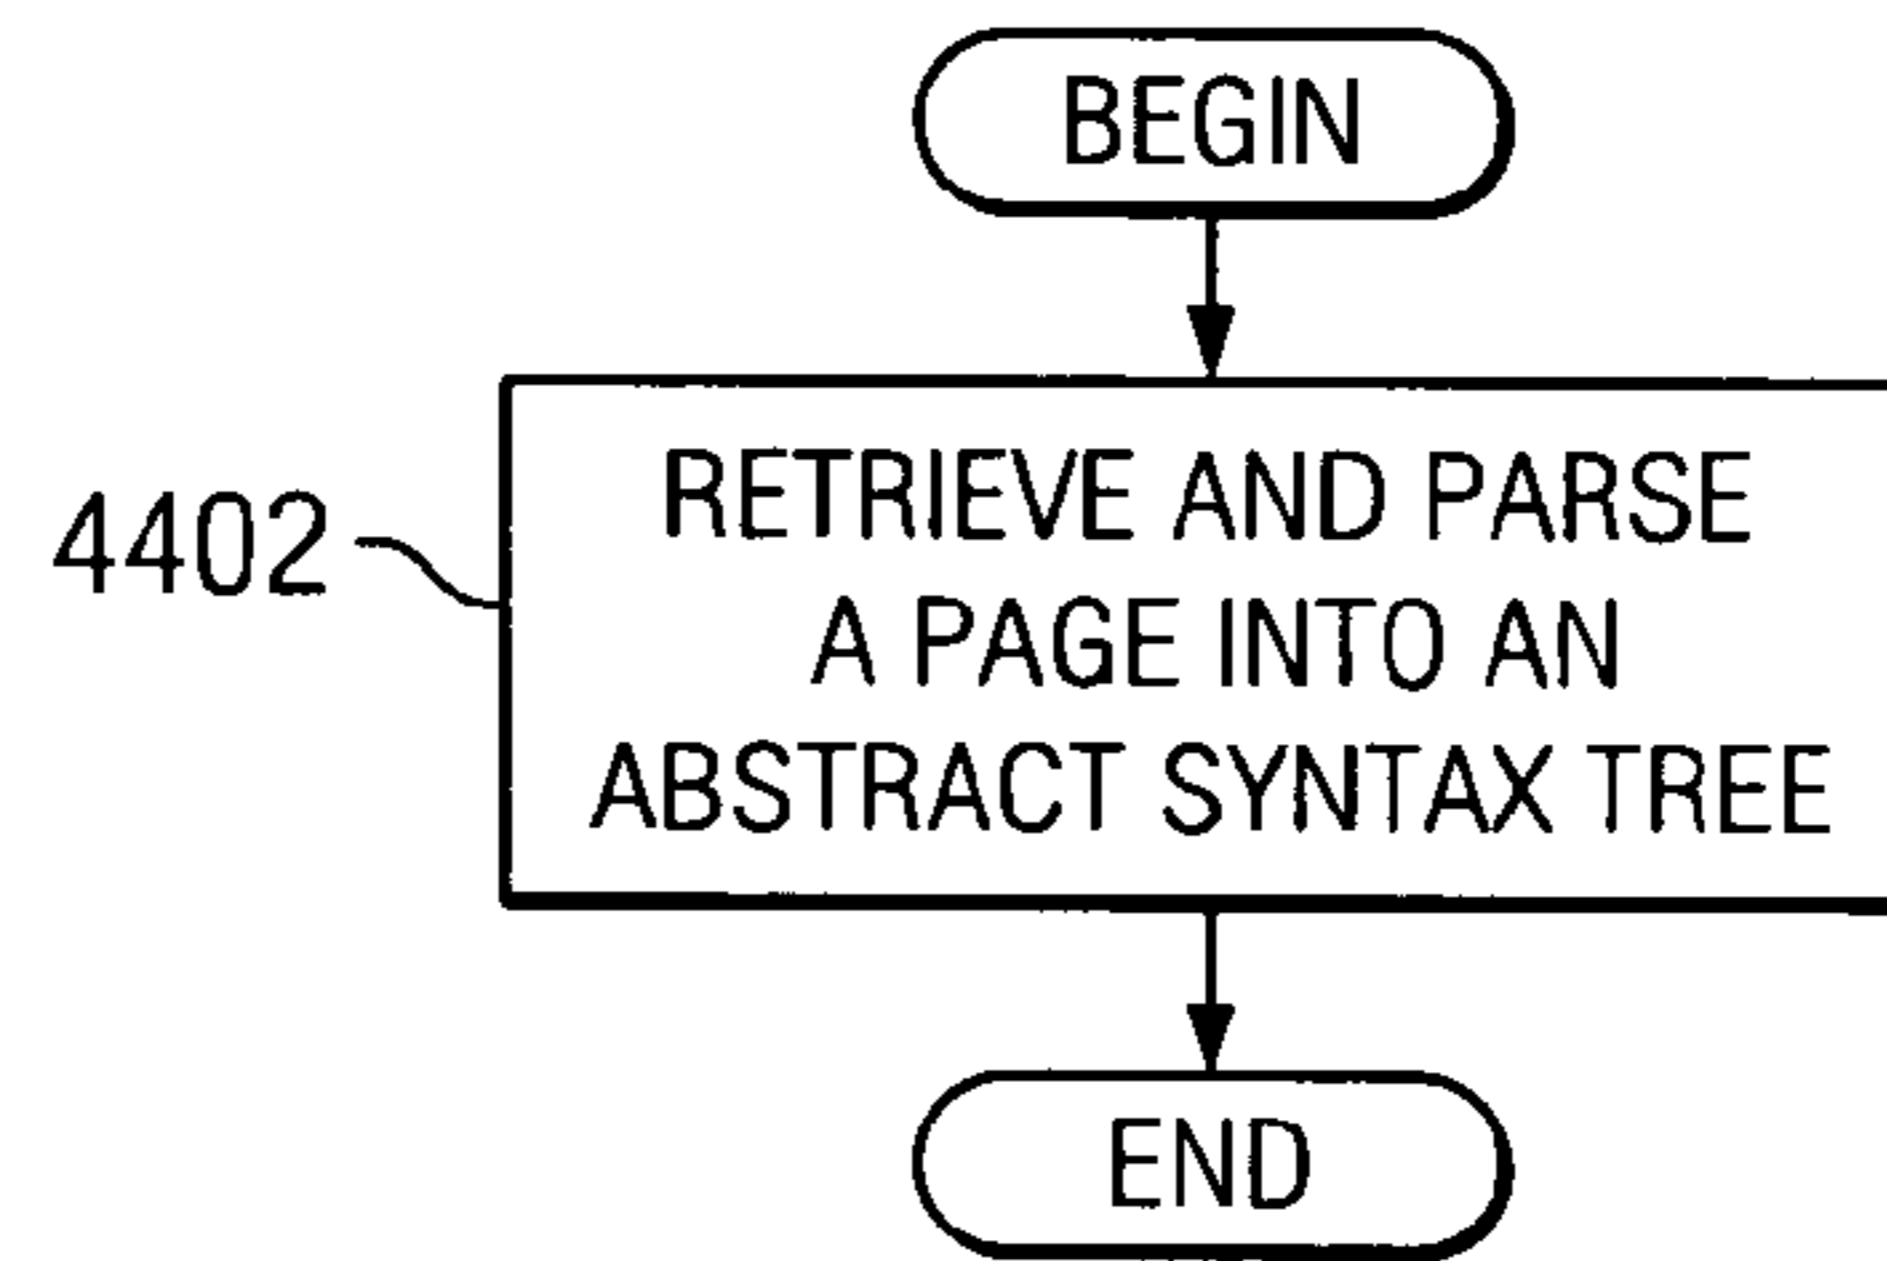 BEGIN
4402
RETRIEVE AND PARSE
A PAGE INTO AN
ABSTRACT SYNTAX TREE
END